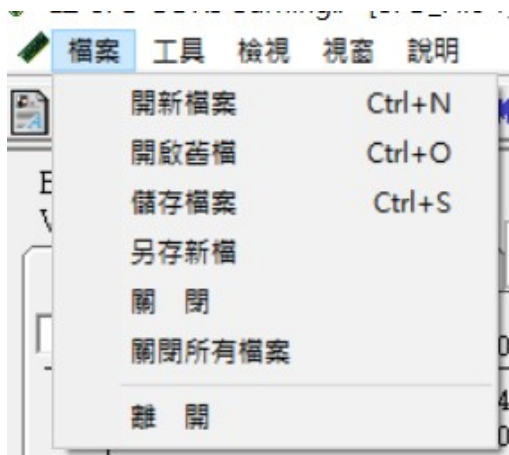 檔案 工具 檢視 視窗 說明
開新檔案 Ctrl+N
開啟舊檔 Ctrl+O
儲存檔案 Ctrl+S
另存新檔
關 閉
關閉所有檔案
離 開